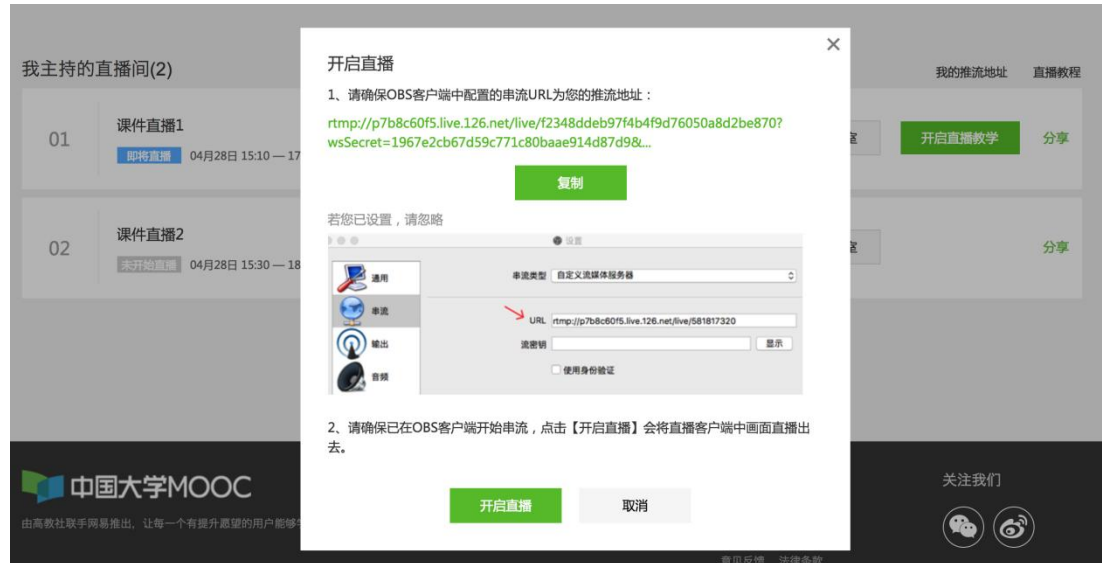 我主持的直播间(2)
我的推流地址
直播教程
01
课件直播1
即将直播
04月28日 15:10 — 17
室
开启直播教学
分享
02
课件直播2
未开始直播
04月28日 15:30 — 18
室
分享
开启直播
1、请确保OBS客户端中配置的串流URL为您的推流地址：
rtmp://p7b8c60f5.live.126.net/live/f2348ddeb97f4b4f9d76050a8d2be870?
wsSecret=1967e2cb67d59c771c80baae914d87d9&...
复制
若您已设置，请忽略
设置
通用
串流类型 自定义流媒体服务器
串流
URL rtmp://p7b8c60f5.live.126.net/live/581817320
输出
流密钥
显示
音频
使用身份验证
2、请确保已在OBS客户端开始串流，点击【开启直播】会将直播客户端中画面直播出
去。
开启直播
取消
中国大学MOOC
由高教社联手网易推出，让每一个有提升愿望的用户能够
关注我们
意见反馈
法律条款